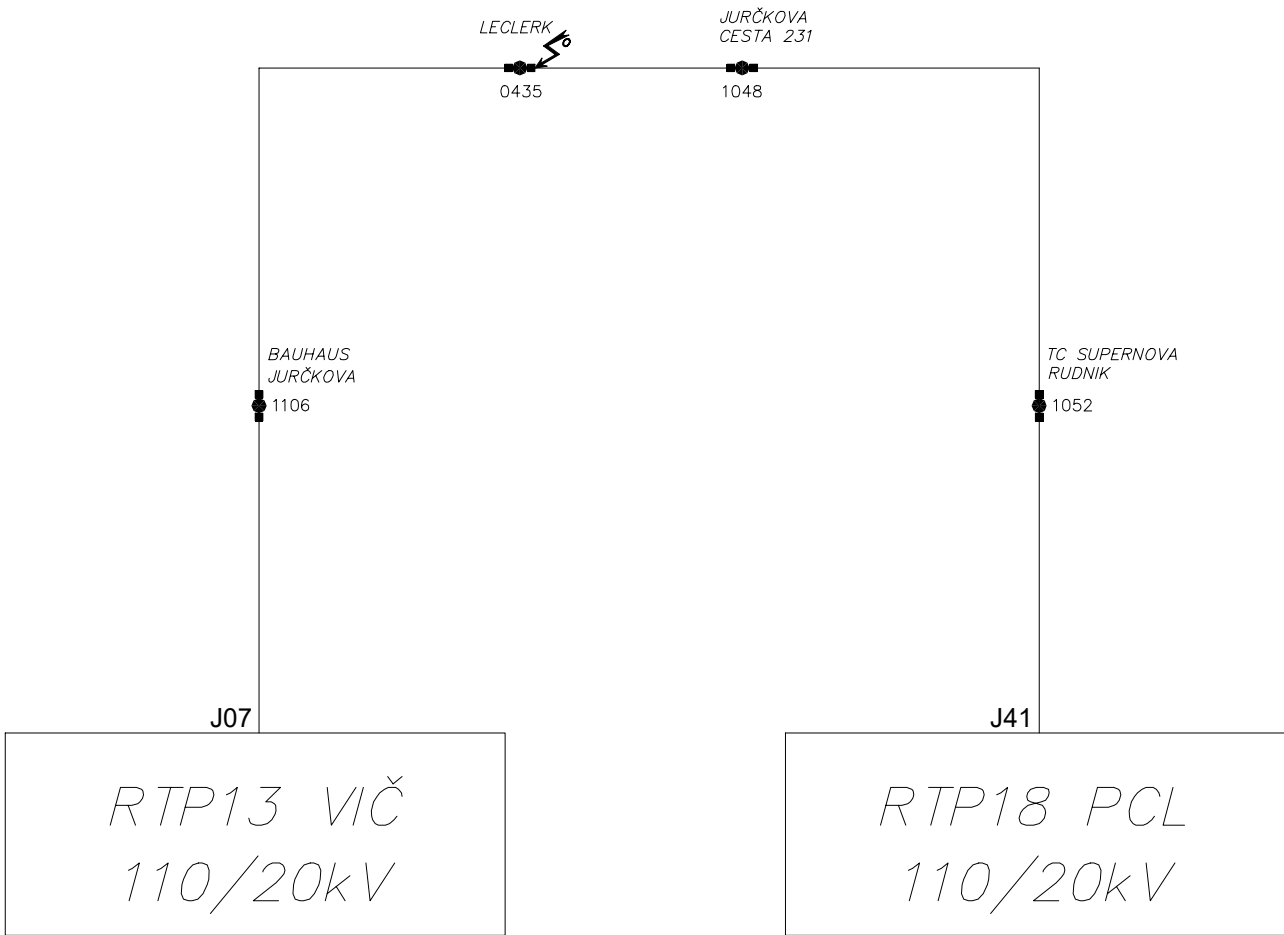 LECLERK
0435
JURČKOVA
CESTA 231
1048
BAUHAUS
JURČKOVA
1106
TC SUPERNOVA
RUDNIK
1052
J07
J41
RTP13 VIČ
110/20kV
RTP18 PCL
110/20kV